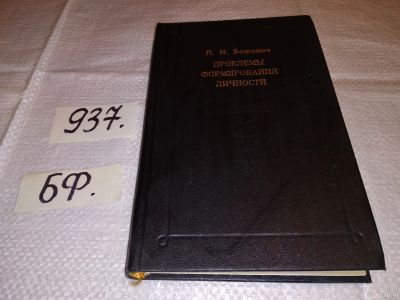 Л. И. Божович
ПРОБЛЕМЫ
ФОРМИРОВАНИЯ
ЛИЧНОСТИ
937.
БФ.